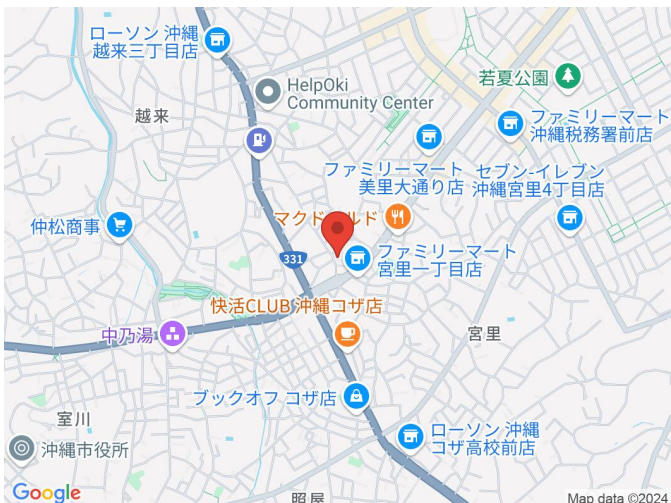 ローソン 沖縄
越来三丁目店
HelpOki
Community Center
若夏公園
越来
ファミリーマート
沖縄税務署前店
ファミリーマート
美里大通り店
セブン-イレブン
沖縄宮里4丁目店
仲松商事
マクド
ルド
ファミリーマート
宮里一丁目店
331
快活CLUB 沖縄コザ店
中乃湯
宮里
ブックオフ コザ店
室川
ローソン 沖縄
コザ高校前店
沖縄市役所
照屋
Google
Map data ©2024